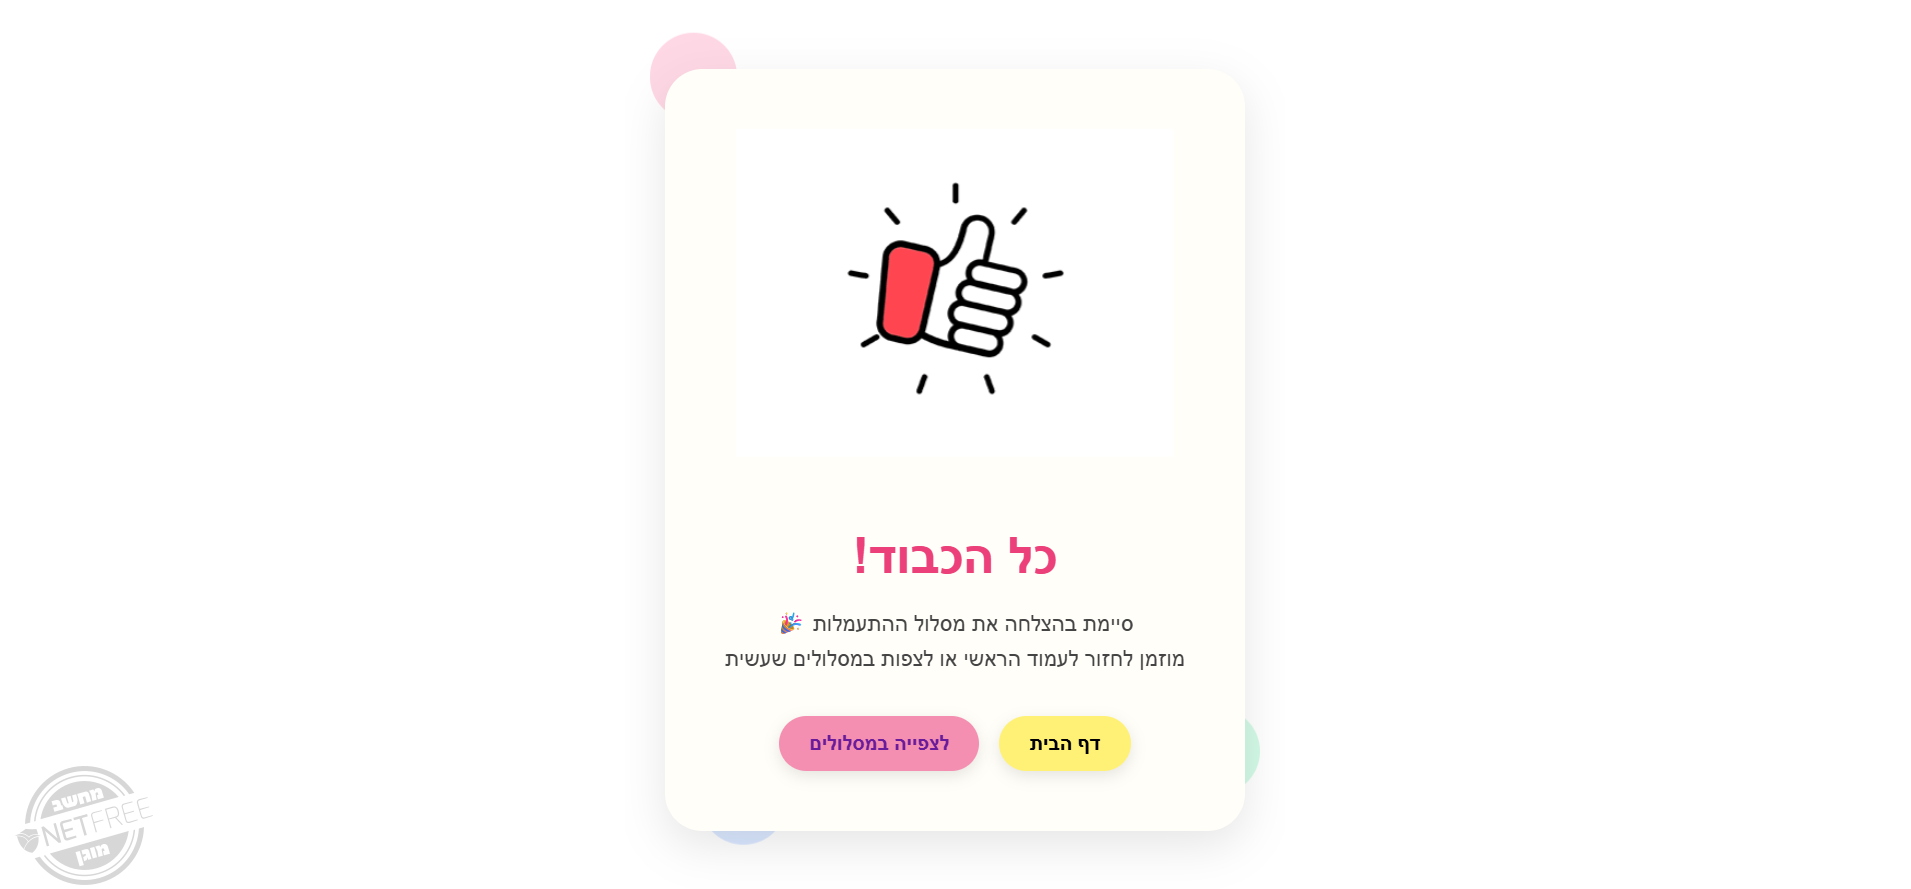 כל הכבוד!
סיימת בהצלחה את מסלול ההתעמלות 🎉
מוזמן לחזור לעמוד הראשי או לצפות במסלולים שעשית
דף הבית
לצפייה במסלולים
מחשב
NETFREE
מוגן